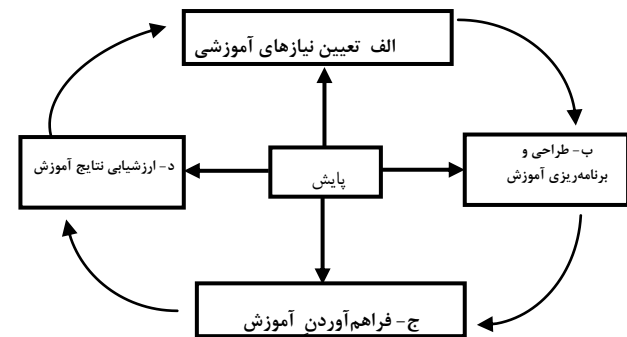 الف تعیین نیازهای آموزشی
ب- طراحی و
برنامه‌ریزی آموزش
د- ارزشیابی نتایج آموزش
پایش
ج- فراهم‌آوردنِ آموزش